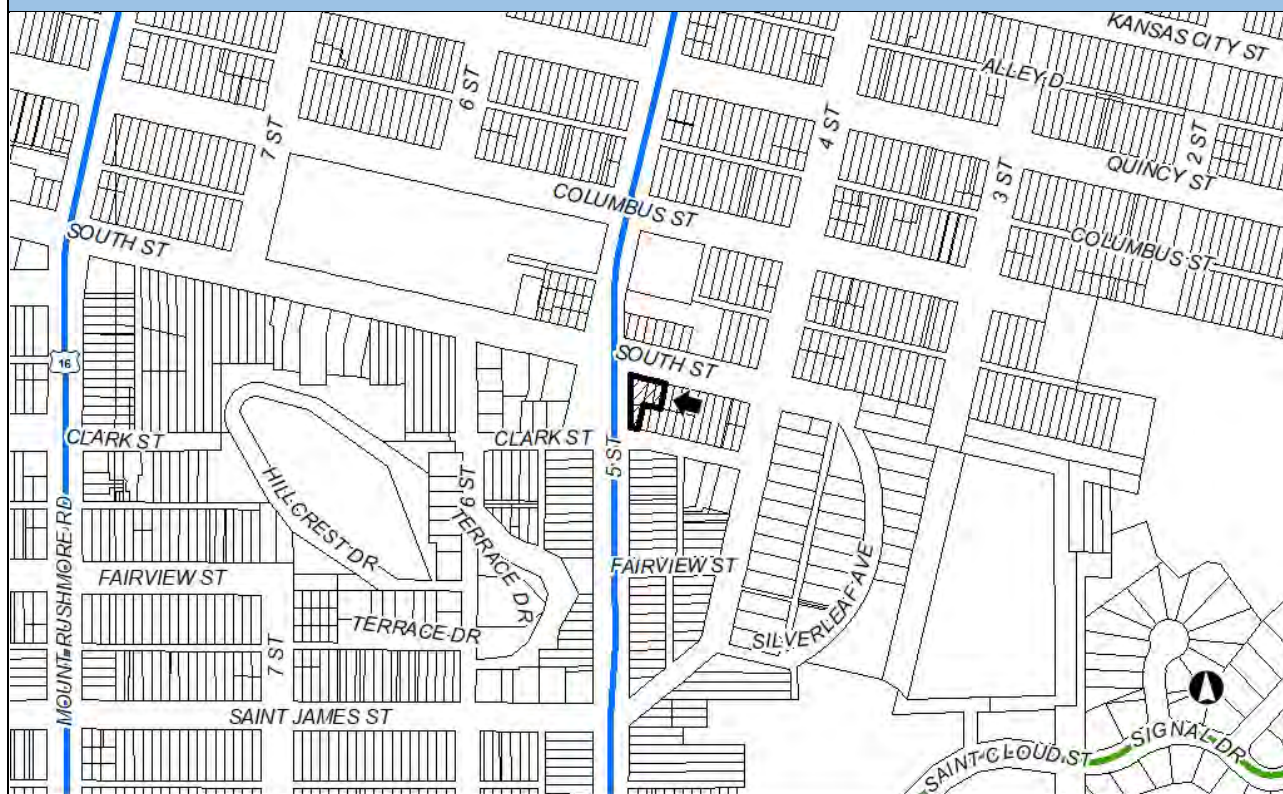 KANSAS CITY ST
ALLEY D
6 ST
7 ST
4 ST
2 ST
3 ST
QUINCY ST
COLUMBUS ST
COLUMBUS ST
SOUTH ST
16
SOUTH ST
CLARK ST
CLARK ST
5 ST
6 ST
HILLCREST DR
TERRACE DR
MOUNT RUSHMORE RD
FAIRVIEW ST
FAIRVIEW ST
SILVERLEAF AVE
TERRACE DR
7 ST
SAINT JAMES ST
SIGNAL DR
SAINT CLOUD ST